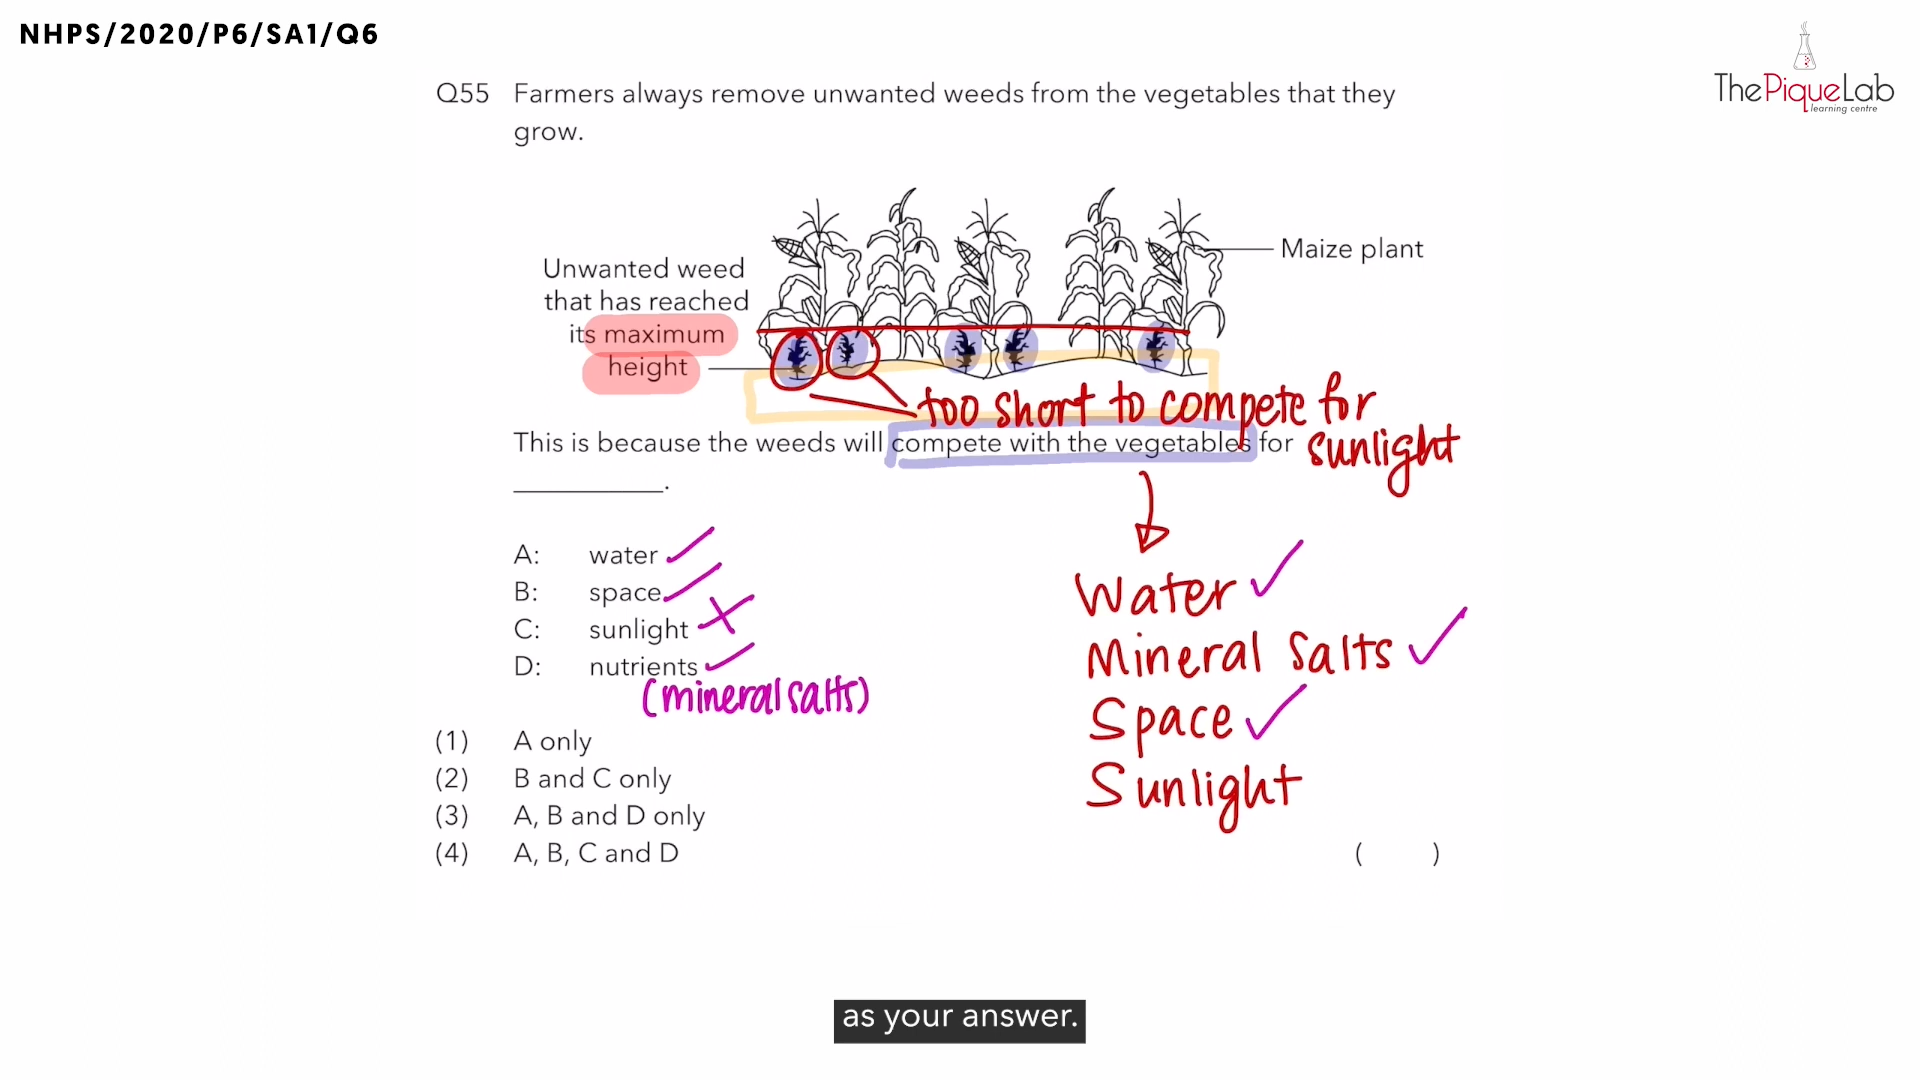 NHPS/2020/P6/SA1/Q6
ThePiqueLab
learning centre
Q55 Farmers always remove unwanted weeds from the vegetables that they
grow.
Unwanted weed
that has reached
its maximum
height
Maize plant
too short to compete for
sunlight
This is because the weeds will compete with the vegetables for
____________.
A: water
B: space
C: sunlight
D: nutrients
(mineral salts)
Water
Mineral Salts
Space
Sunlight
(1) A only
(2) B and C only
(3) A, B and D only
(4) A, B, C and D
( )
as your answer.